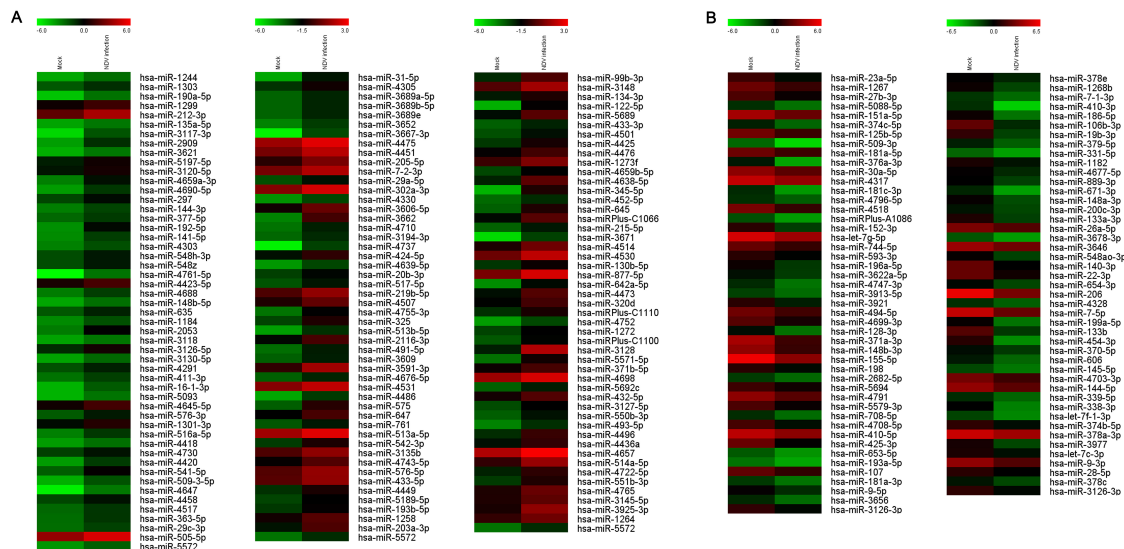 A
B
-6.0 0.0 6.0
Mock
NDV infection
hsa-miR-1244
hsa-miR-1303
hsa-miR-190a-5p
hsa-miR-1299
hsa-miR-212-3p
hsa-miR-135a-5p
hsa-miR-3117-3p
hsa-miR-2909
hsa-miR-3621
hsa-miR-5197-5p
hsa-miR-3120-5p
hsa-miR-4659a-3p
hsa-miR-4690-5p
hsa-miR-297
hsa-miR-144-3p
hsa-miR-377-5p
hsa-miR-192-5p
hsa-miR-141-5p
hsa-miR-4303
hsa-miR-548h-3p
hsa-miR-548z
hsa-miR-4761-5p
hsa-miR-4423-5p
hsa-miR-4688
hsa-miR-148b-5p
hsa-miR-635
hsa-miR-1184
hsa-miR-2053
hsa-miR-3118
hsa-miR-3126-5p
hsa-miR-3130-5p
hsa-miR-4291
hsa-miR-411-3p
hsa-miR-16-1-3p
hsa-miR-5093
hsa-miR-4645-5p
hsa-miR-576-3p
hsa-miR-1301-3p
hsa-miR-516a-5p
hsa-miR-4418
hsa-miR-4730
hsa-miR-4420
hsa-miR-541-5p
hsa-miR-509-3-5p
hsa-miR-4647
hsa-miR-4458
hsa-miR-4517
hsa-miR-363-5p
hsa-miR-29c-3p
hsa-miR-505-5p
hsa-miR-5572
-6.0 -1.5 3.0
Mock
NDV infection
hsa-miR-31-5p
hsa-miR-4305
hsa-miR-3689a-5p
hsa-miR-3689b-5p
hsa-miR-3689e
hsa-miR-3652
hsa-miR-3667-3p
hsa-miR-4475
hsa-miR-4451
hsa-miR-205-5p
hsa-miR-7-2-3p
hsa-miR-29a-5p
hsa-miR-302a-3p
hsa-miR-4330
hsa-miR-3606-5p
hsa-miR-3662
hsa-miR-4710
hsa-miR-3194-3p
hsa-miR-4737
hsa-miR-424-5p
hsa-miR-4639-5p
hsa-miR-20b-3p
hsa-miR-517-5p
hsa-miR-219b-5p
hsa-miR-4507
hsa-miR-4755-3p
hsa-miR-325
hsa-miR-513b-5p
hsa-miR-2116-3p
hsa-miR-491-5p
hsa-miR-3609
hsa-miR-3591-3p
hsa-miR-4676-5p
hsa-miR-4531
hsa-miR-4486
hsa-miR-575
hsa-miR-647
hsa-miR-761
hsa-miR-513a-5p
hsa-miR-542-3p
hsa-miR-3135b
hsa-miR-4743-5p
hsa-miR-576-5p
hsa-miR-433-5p
hsa-miR-4449
hsa-miR-5189-5p
hsa-miR-193b-5p
hsa-miR-1258
hsa-miR-203a-3p
hsa-miR-5572
-6.0 -1.5 3.0
Mock
NDV infection
hsa-miR-99b-3p
hsa-miR-3148
hsa-miR-134-3p
hsa-miR-122-5p
hsa-miR-5689
hsa-miR-433-3p
hsa-miR-4501
hsa-miR-4425
hsa-miR-4476
hsa-miR-1273f
hsa-miR-4659b-5p
hsa-miR-4638-5p
hsa-miR-345-5p
hsa-miR-452-5p
hsa-miR-645
hsa-miRPlus-C1066
hsa-miR-215-5p
hsa-miR-3671
hsa-miR-4514
hsa-miR-4530
hsa-miR-130b-5p
hsa-miR-877-5p
hsa-miR-642a-5p
hsa-miR-4473
hsa-miR-320d
hsa-miRPlus-C1110
hsa-miR-4752
hsa-miR-1272
hsa-miRPlus-C1100
hsa-miR-3128
hsa-miR-5571-5p
hsa-miR-371b-5p
hsa-miR-4698
hsa-miR-5692c
hsa-miR-432-5p
hsa-miR-3127-5p
hsa-miR-550b-3p
hsa-miR-493-5p
hsa-miR-4496
hsa-miR-4436a
hsa-miR-4657
hsa-miR-514a-5p
hsa-miR-4722-5p
hsa-miR-551b-3p
hsa-miR-4765
hsa-miR-3145-5p
hsa-miR-3925-3p
hsa-miR-1264
hsa-miR-5572
-6.0 0.0 6.0
Mock
NDV infection
hsa-miR-23a-5p
hsa-miR-1267
hsa-miR-27b-3p
hsa-miR-5088-5p
hsa-miR-151a-5p
hsa-miR-374c-5p
hsa-miR-125b-5p
hsa-miR-509-3p
hsa-miR-181a-5p
hsa-miR-376a-3p
hsa-miR-30a-5p
hsa-miR-4317
hsa-miR-181c-3p
hsa-miR-4796-5p
hsa-miR-4518
hsa-miRPlus-A1086
hsa-miR-152-3p
hsa-let-7g-5p
hsa-miR-744-5p
hsa-miR-593-3p
hsa-miR-196a-5p
hsa-miR-3622a-5p
hsa-miR-4747-3p
hsa-miR-3913-5p
hsa-miR-3921
hsa-miR-494-5p
hsa-miR-4699-3p
hsa-miR-128-3p
hsa-miR-371a-3p
hsa-miR-148b-3p
hsa-miR-155-5p
hsa-miR-198
hsa-miR-2682-5p
hsa-miR-5694
hsa-miR-4791
hsa-miR-5579-3p
hsa-miR-708-5p
hsa-miR-4708-5p
hsa-miR-410-5p
hsa-miR-425-3p
hsa-miR-653-5p
hsa-miR-193a-5p
hsa-miR-107
hsa-miR-181a-3p
hsa-miR-9-5p
hsa-miR-3656
hsa-miR-3126-3p
-6.5 0.0 6.5
Mock
NDV infection
hsa-miR-378e
hsa-miR-1268b
hsa-miR-7-1-3p
hsa-miR-410-3p
hsa-miR-186-5p
hsa-miR-106b-3p
hsa-miR-19b-3p
hsa-miR-379-5p
hsa-miR-331-5p
hsa-miR-1182
hsa-miR-4677-5p
hsa-miR-889-3p
hsa-miR-671-3p
hsa-miR-148a-3p
hsa-miR-200c-3p
hsa-miR-133a-3p
hsa-miR-26a-5p
hsa-miR-3678-3p
hsa-miR-3646
hsa-miR-548ao-3p
hsa-miR-140-3p
hsa-miR-22-3p
hsa-miR-654-3p
hsa-miR-206
hsa-miR-4328
hsa-miR-7-5p
hsa-miR-199a-5p
hsa-miR-133b
hsa-miR-454-3p
hsa-miR-370-5p
hsa-miR-606
hsa-miR-145-5p
hsa-miR-4703-3p
hsa-miR-144-5p
hsa-miR-339-5p
hsa-miR-338-3p
hsa-let-7f-1-3p
hsa-miR-374b-5p
hsa-miR-378a-3p
hsa-miR-3977
hsa-let-7c-3p
hsa-miR-9-3p
hsa-miR-28-5p
hsa-miR-378c
hsa-miR-3126-3p